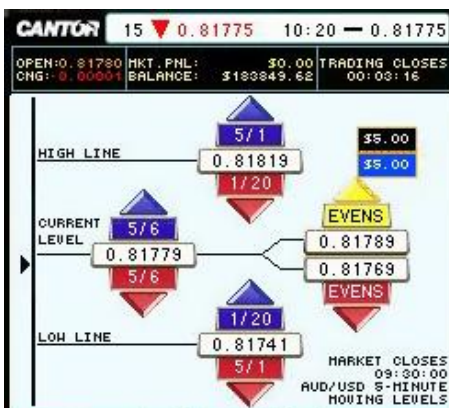 CANTOR 15 ▼ 0.81775 10:20 — 0.81775
OPEN:0.81780 MKT.PNL: $0.00 TRADING CLOSES
CNG:-0.00001 BALANCE: $183849.62 00:03:16
$5.00
5/1
HIGH LINE 0.81819 $5.00
1/20
CURRENT LEVEL
EVENS
5/6 0.81789
0.81779
5/6 0.81769
EVENS
1/20
LOW LINE 0.81741
5/1
MARKET CLOSES
09:30:00
AUD/USD 5-MINUTE
MOVING LEVELS